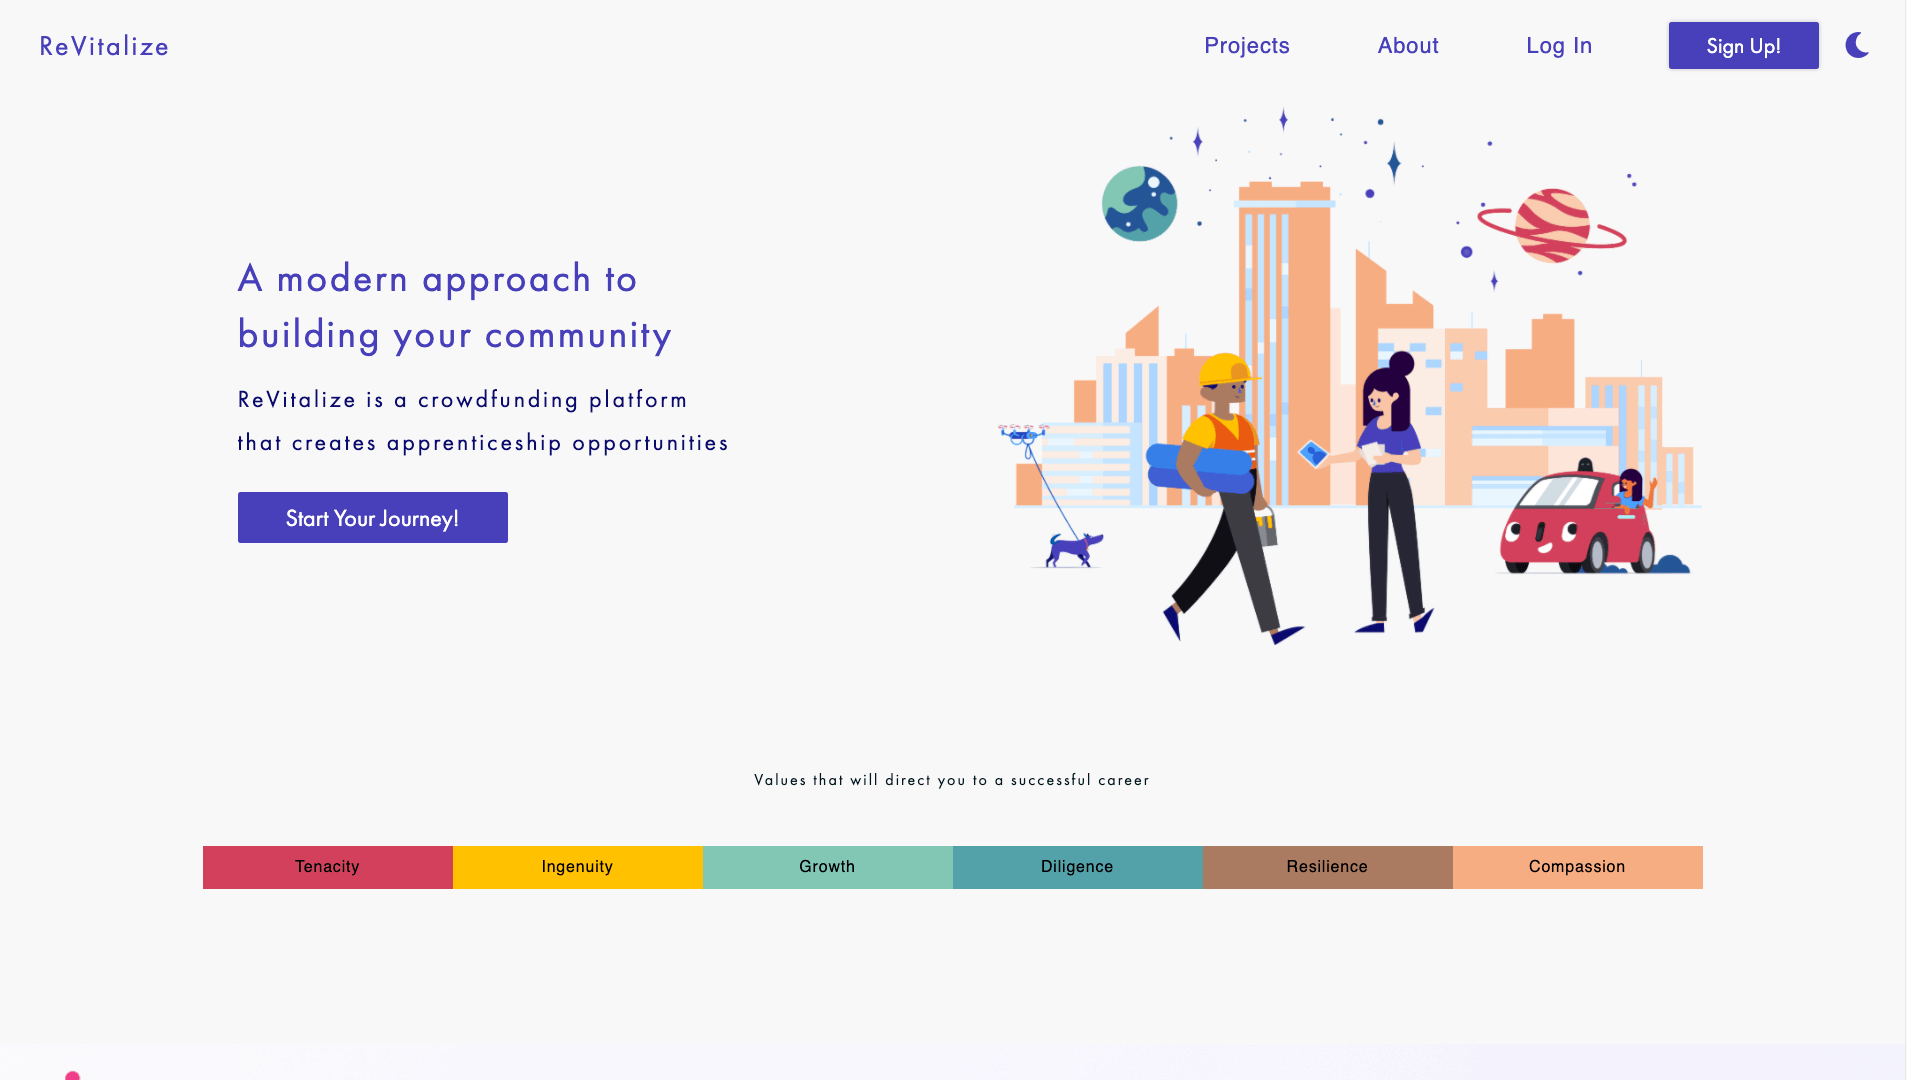 ReVitalize
Projects
About
Log In
Sign Up!
A modern approach to
building your community
ReVitalize is a crowdfunding platform
that creates apprenticeship opportunities
Start Your Journey!
Values that will direct you to a successful career
Tenacity
Ingenuity
Growth
Diligence
Resilience
Compassion